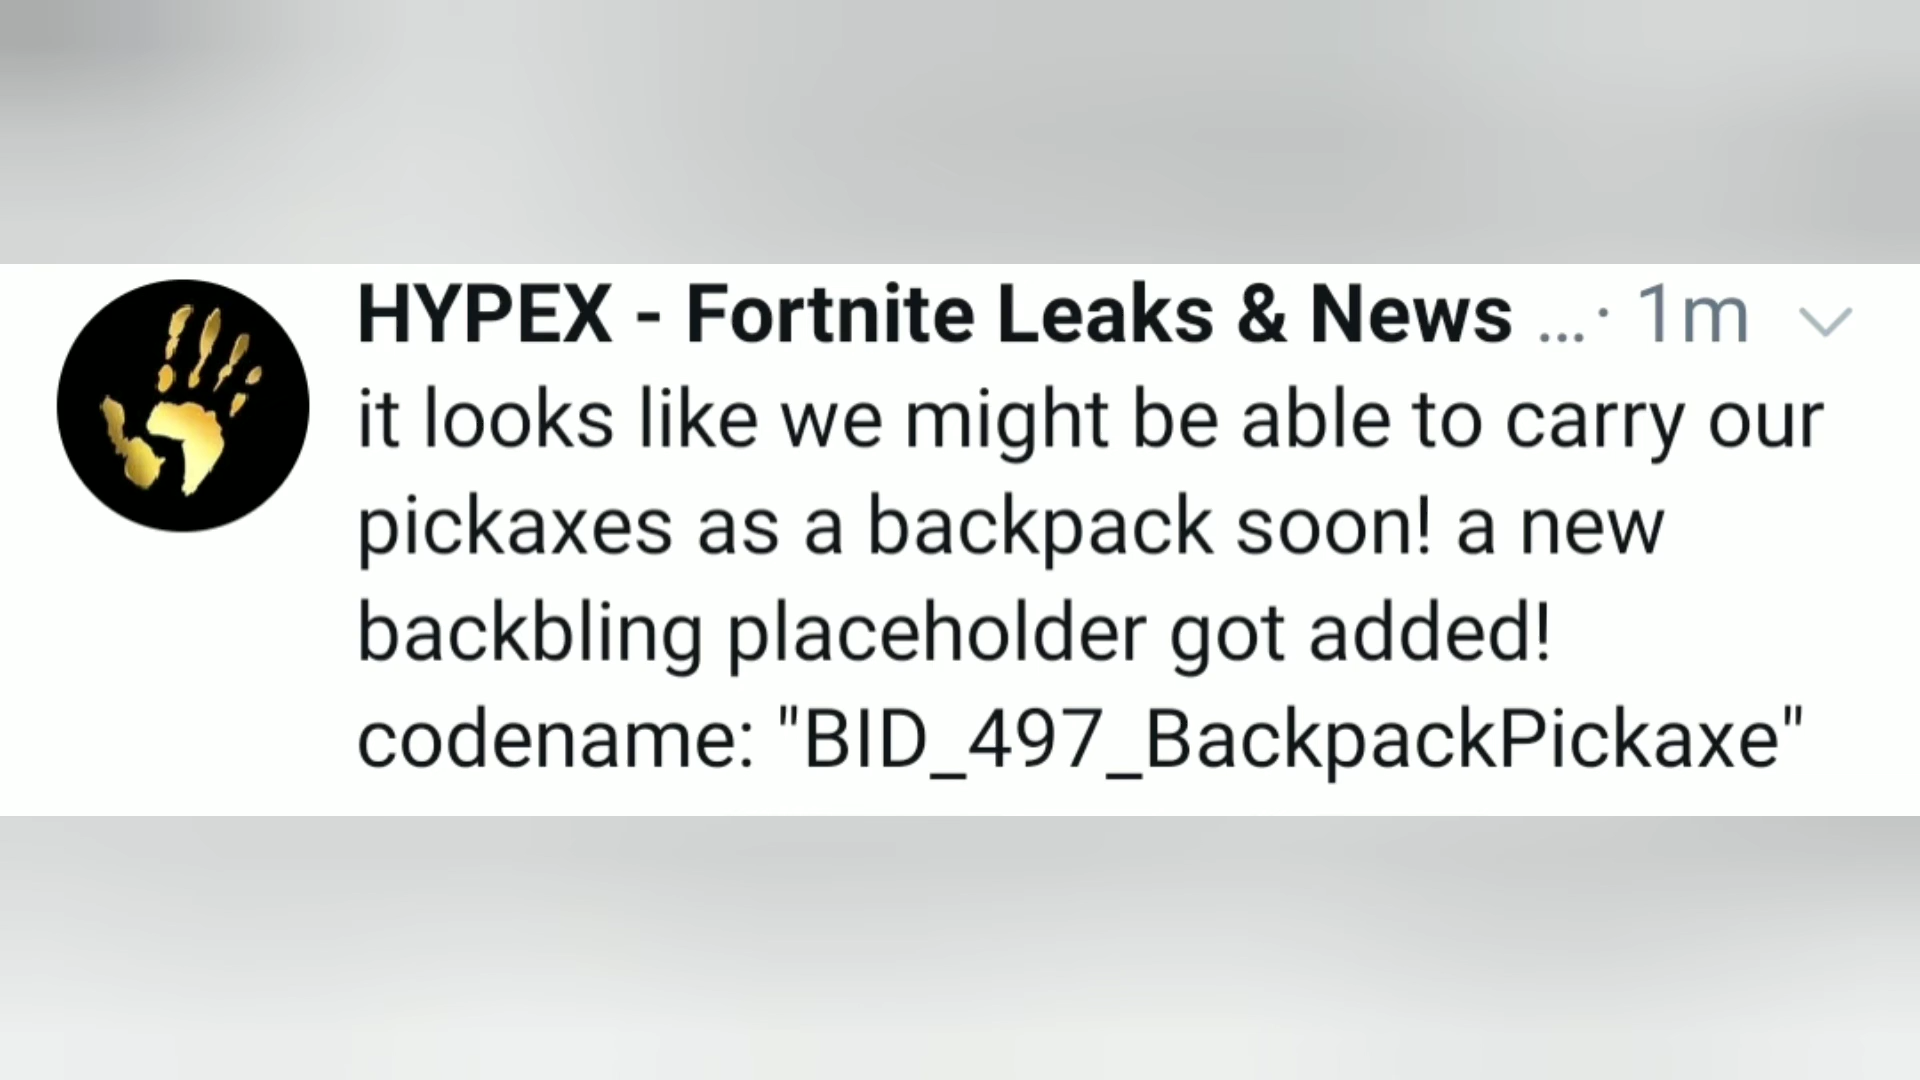 HYPEX - Fortnite Leaks & News ... · 1m
it looks like we might be able to carry our
pickaxes as a backpack soon! a new
backbling placeholder got added!
codename: "BID_497_BackpackPickaxe"